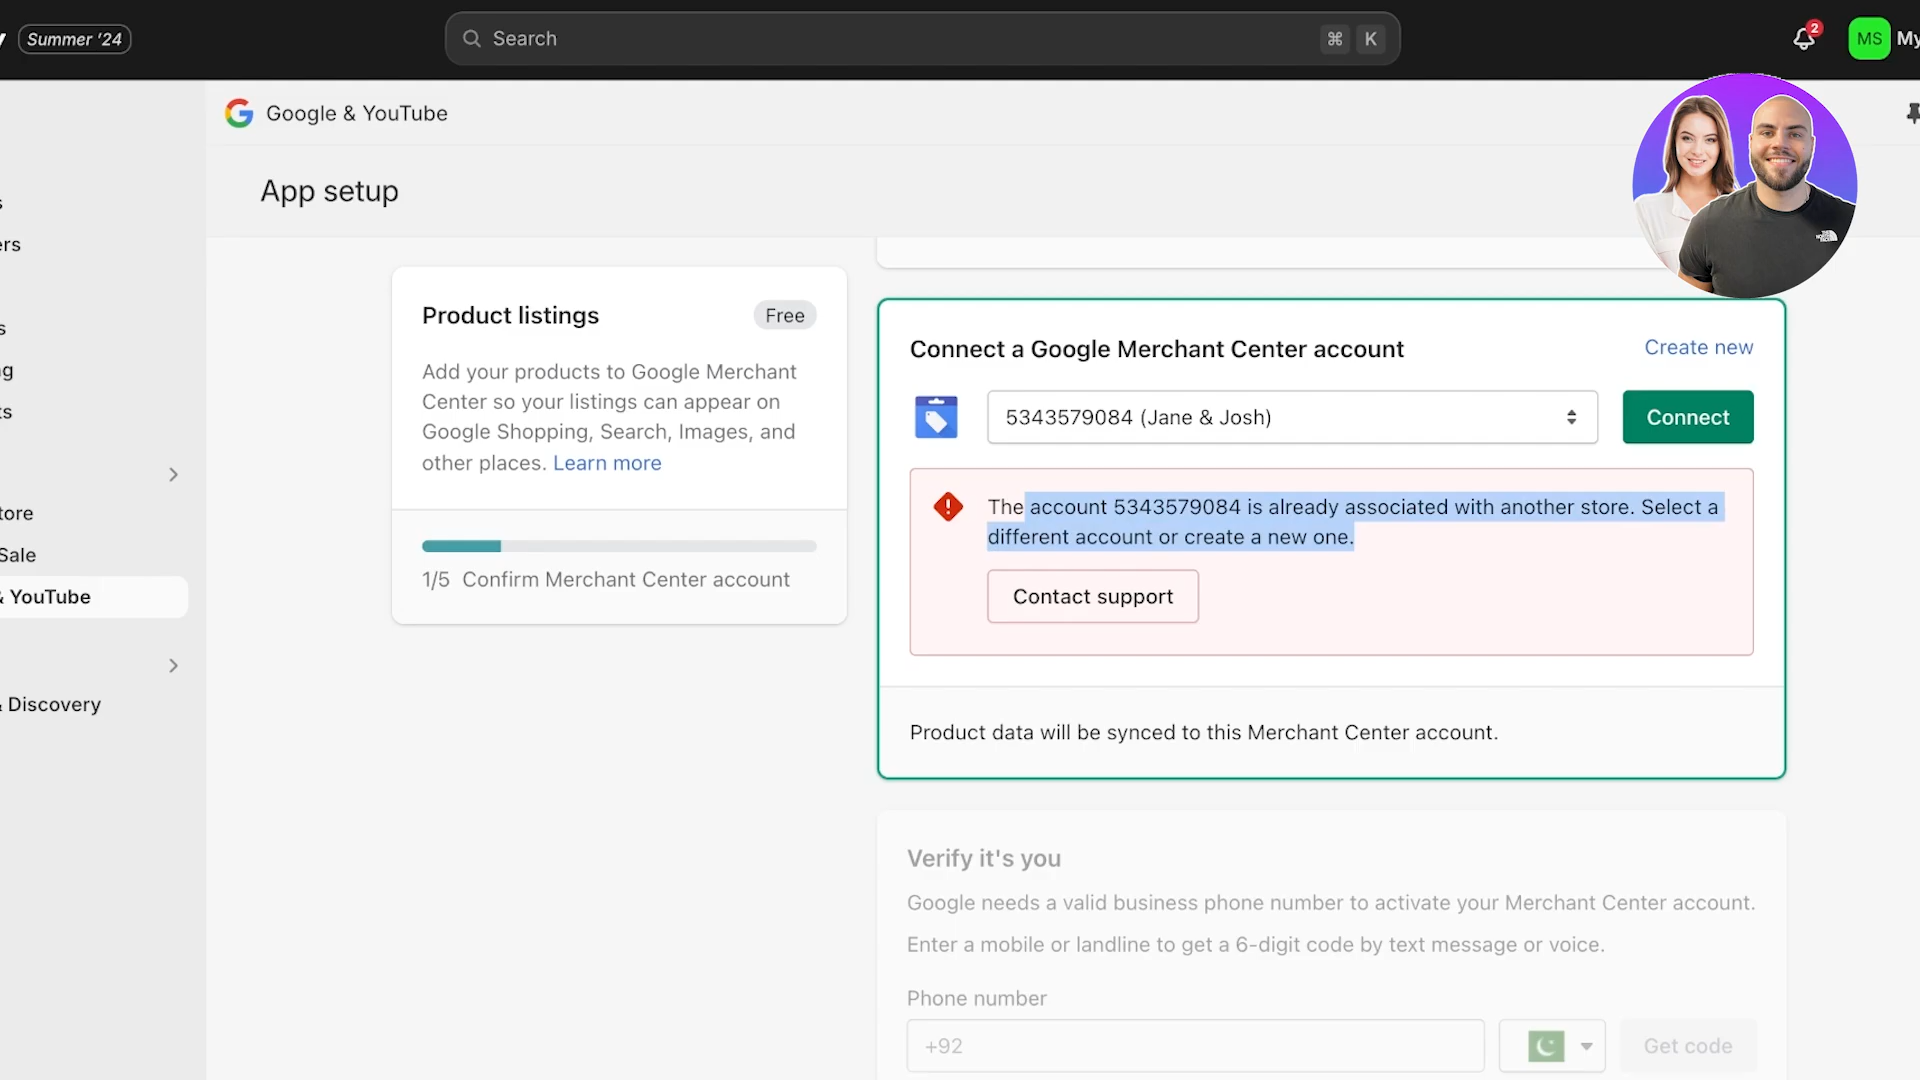 Summer '24
Search
⌘ K
2
MS My
Google & YouTube
App setup
ers
Product listings
Free
Add your products to Google Merchant
Center so your listings can appear on
Google Shopping, Search, Images, and
other places. Learn more
1/5 Confirm Merchant Center account
tore
Sale
& YouTube
& Discovery
Connect a Google Merchant Center account
Create new
5343579084 (Jane & Josh)
Connect
The account 5343579084 is already associated with another store. Select a
different account or create a new one.
Contact support
Product data will be synced to this Merchant Center account.
Verify it's you
Google needs a valid business phone number to activate your Merchant Center account.
Enter a mobile or landline to get a 6-digit code by text message or voice.
Phone number
+92
Get code